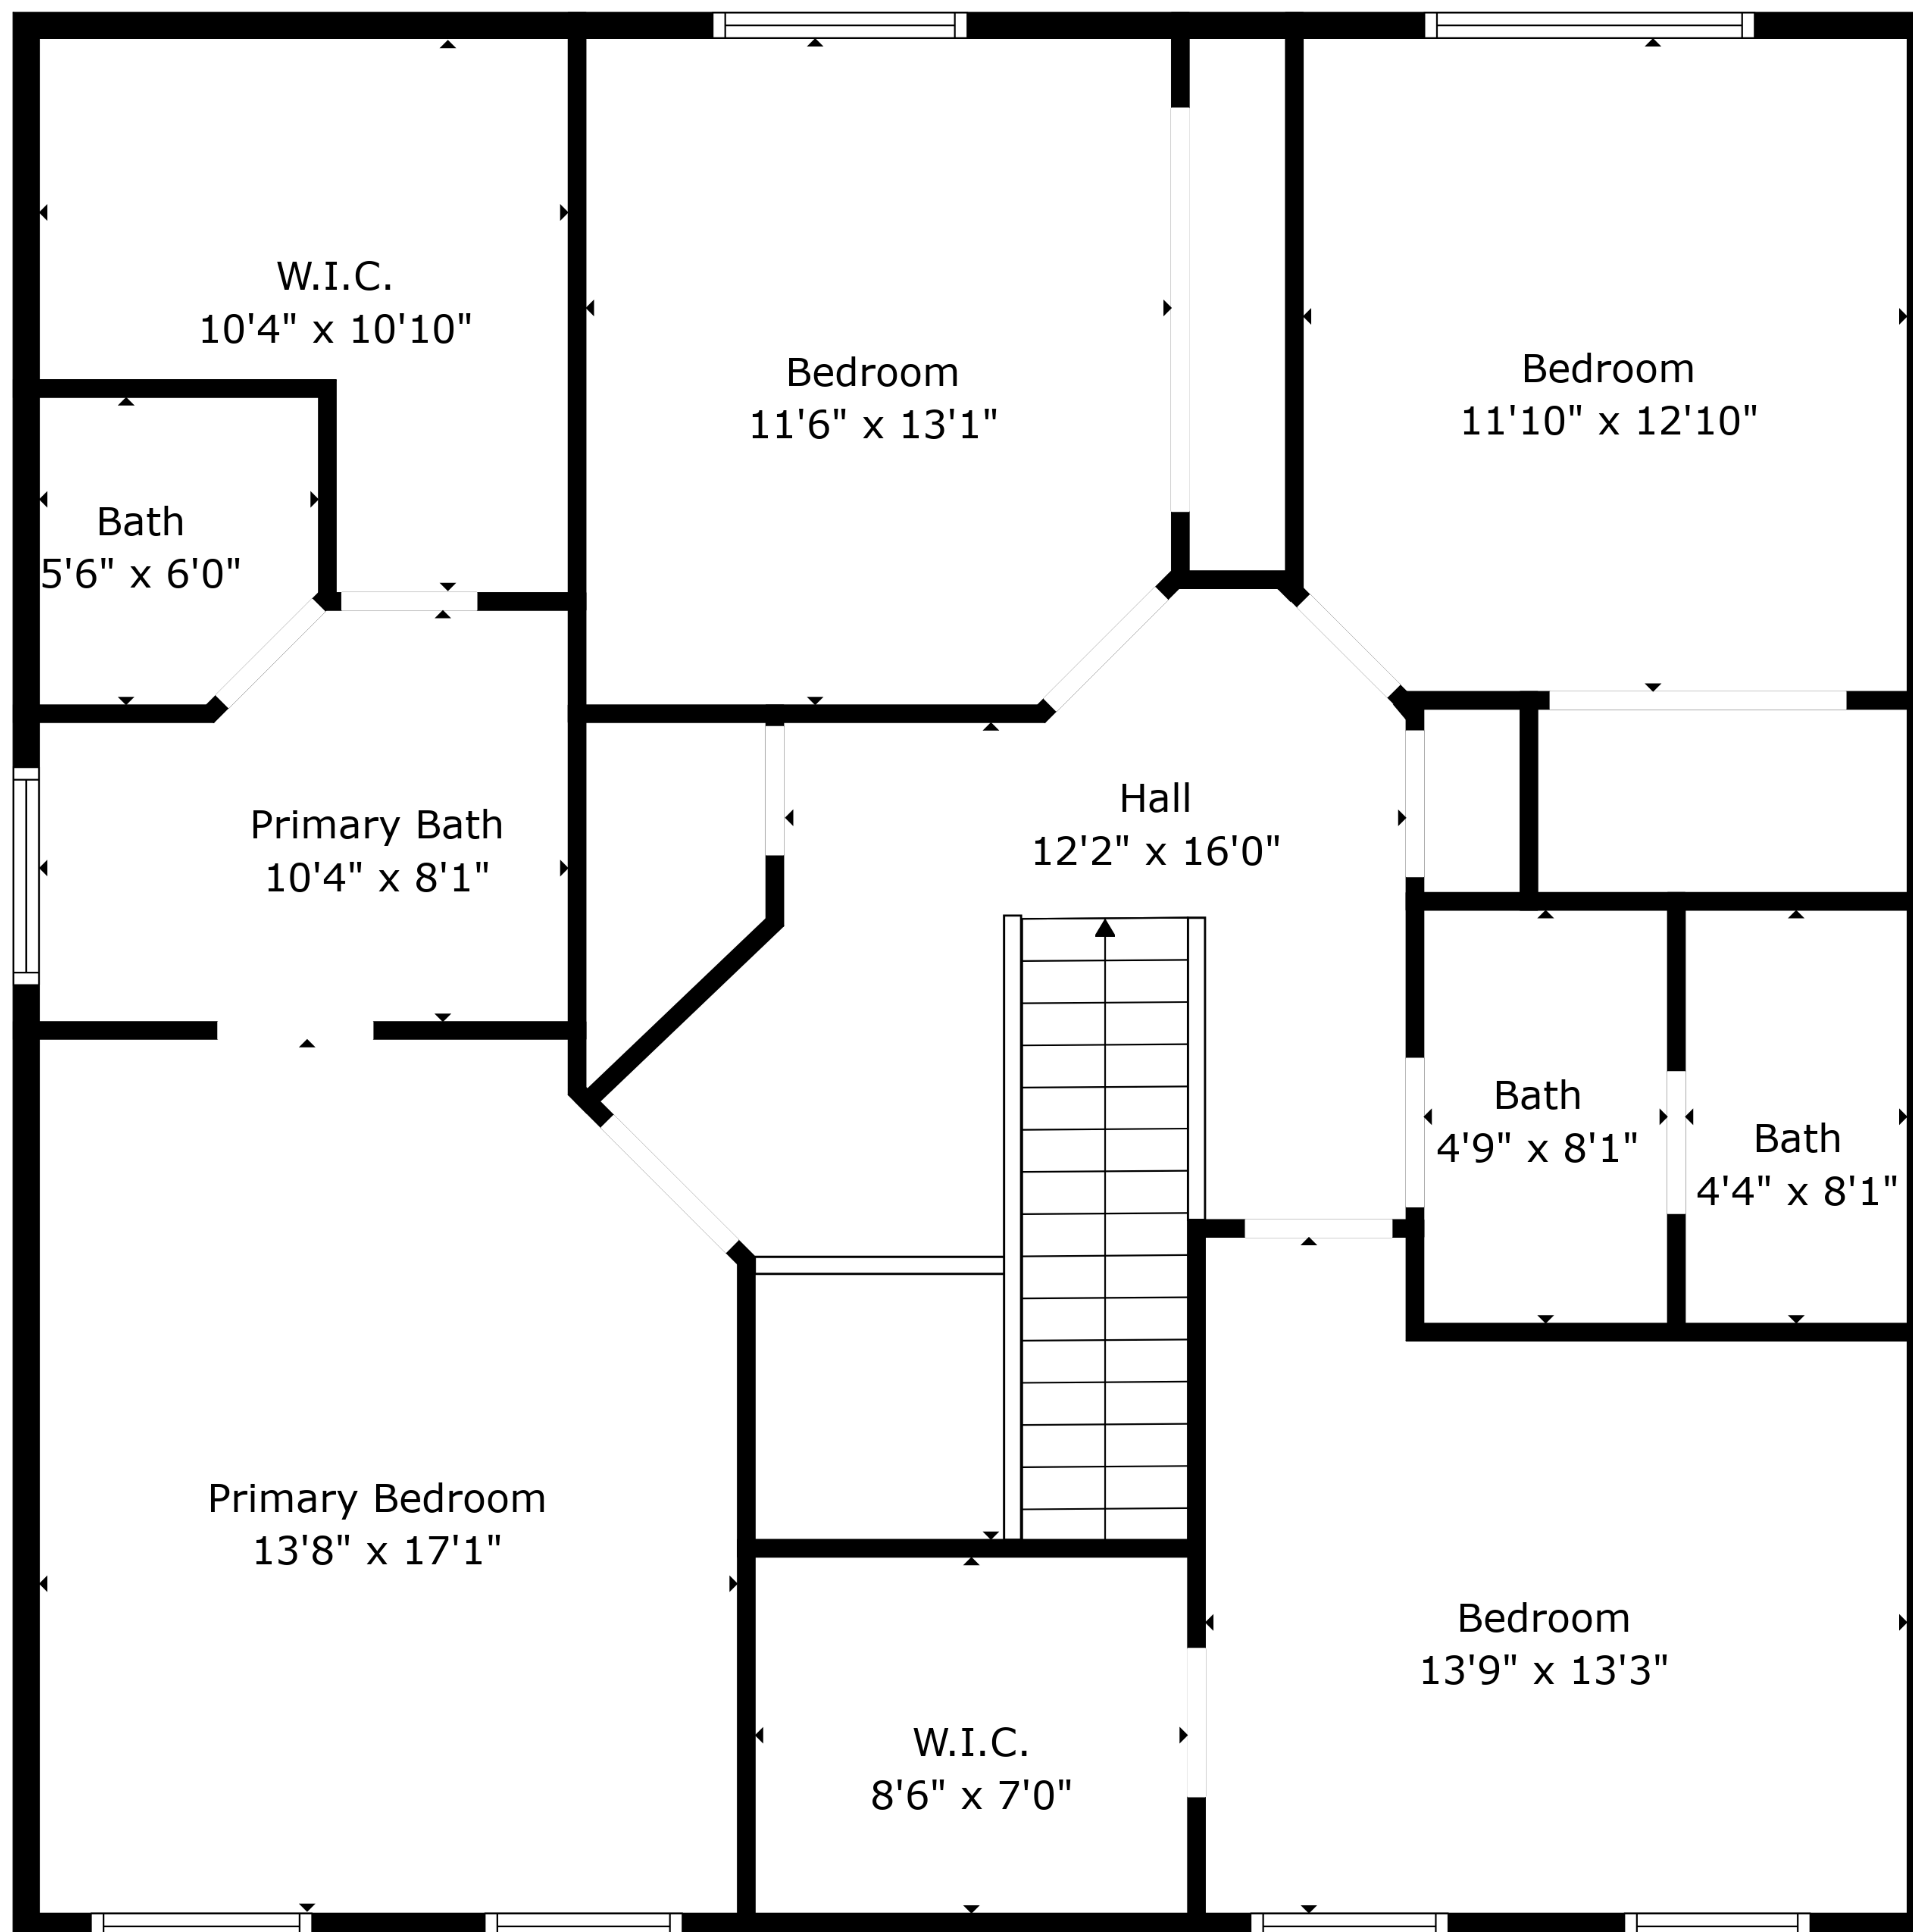 W.I.C.
10'4" x 10'10"
Bedroom
11'6" x 13'1"
Bedroom
11'10" x 12'10"
Bath
5'6" x 6'0"
Primary Bath
10'4" x 8'1"
Hall
12'2" x 16'0"
Bath
4'9" x 8'1"
Bath
4'4" x 8'1"
Primary Bedroom
13'8" x 17'1"
Bedroom
13'9" x 13'3"
W.I.C.
8'6" x 7'0"